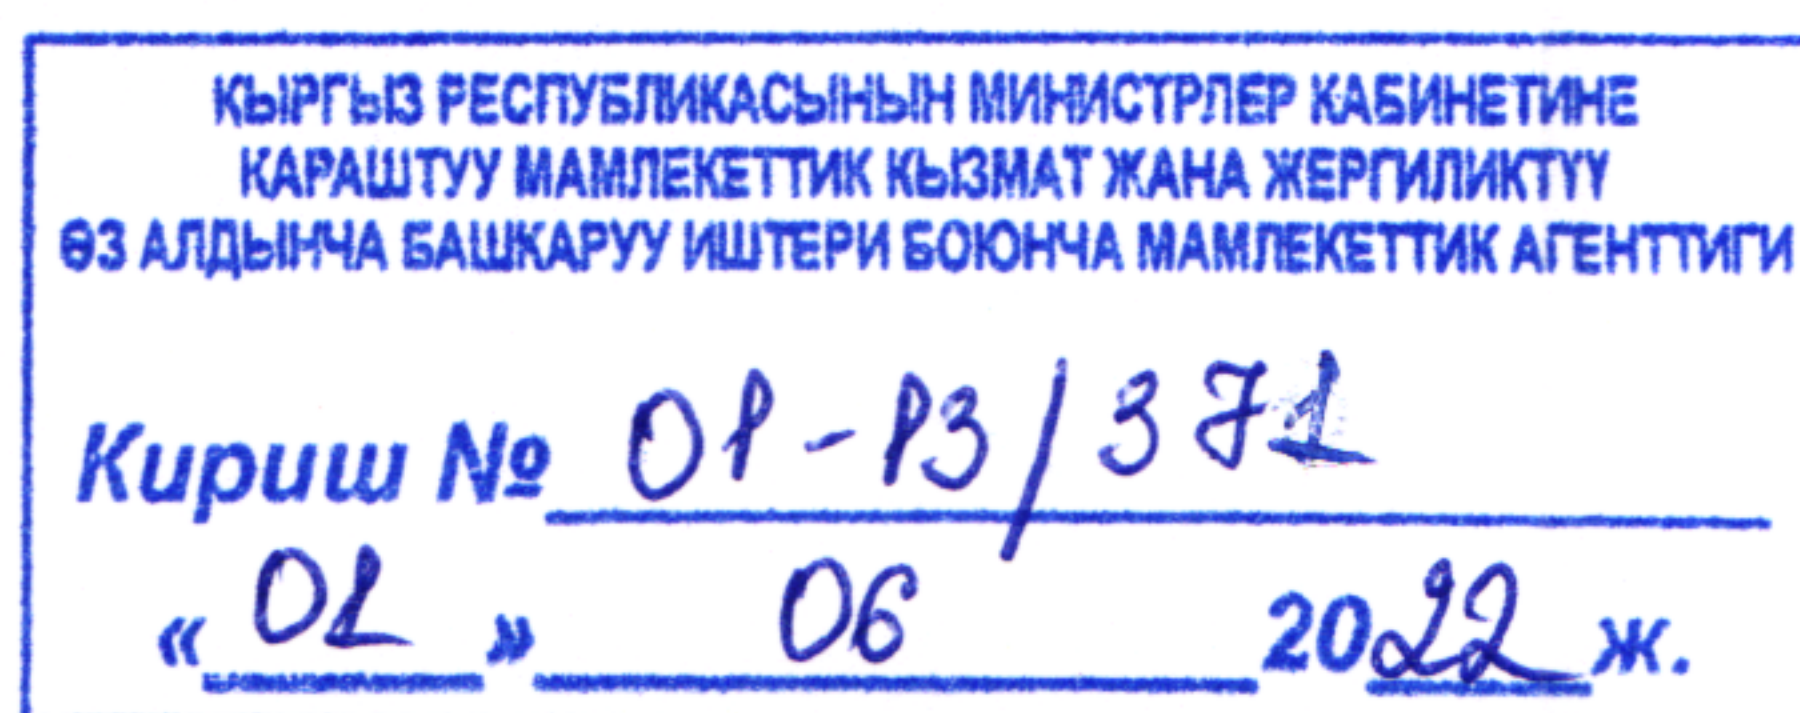 КЫРГЫЗ РЕСПУБЛИКАСЫНЫН МИНИСТРЛЕР КАБИНЕТИНЕ
КАРАШТУУ МАМЛЕКЕТТИК КЫЗМАТ ЖАНА ЖЕРГИЛИКТҮҮ
ӨЗ АЛДЫНЧА БАШКАРУУ ИШТЕРИ БОЮНЧА МАМЛЕКЕТТИК АГЕНТТИГИ
Кириш № 01-13/371
«01» 06 2022 ж.